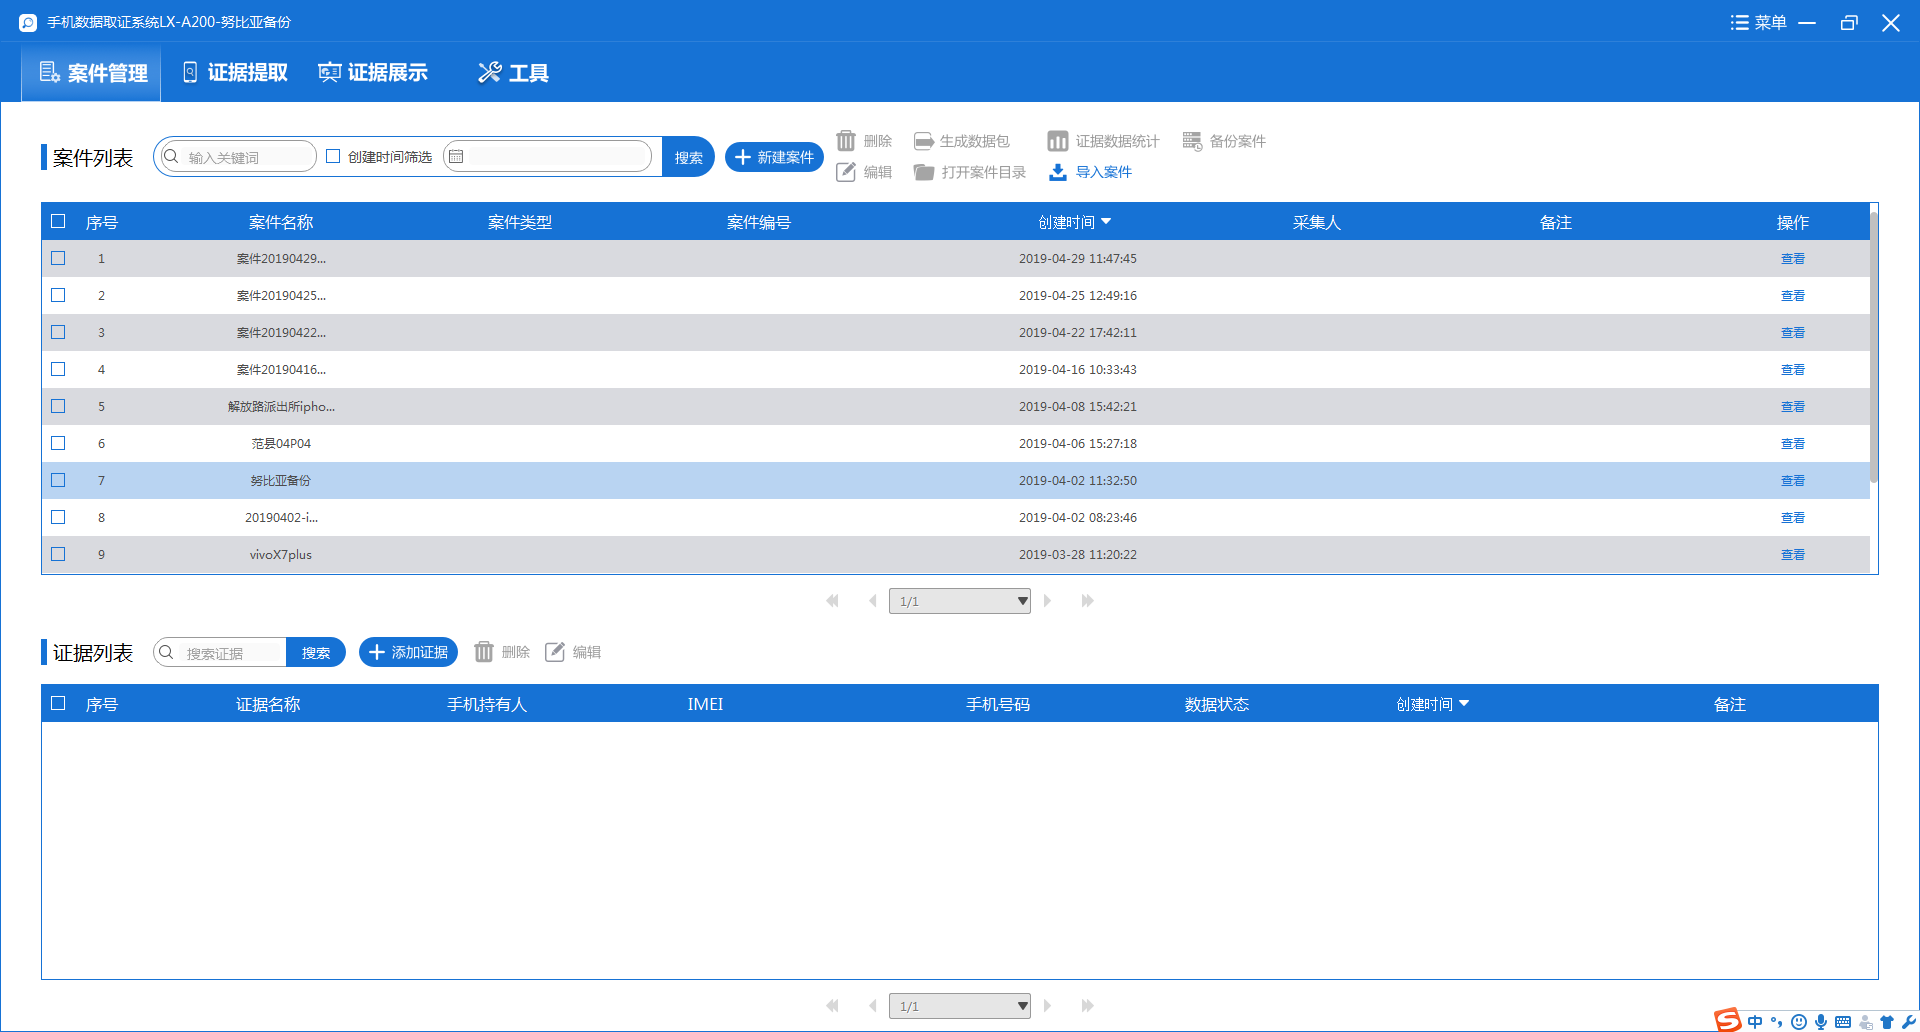 手机数据取证系统LX-A200-努比亚备份
菜单
案件管理 证据提取 证据展示 工具
案件列表 输入关键词 创建时间筛选 搜索 新建案件
删除 生成数据包 证据数据统计 备份案件
编辑 打开案件目录 导入案件
序号 案件名称 案件类型 案件编号 创建时间 采集人 备注 操作
1 案件20190429... 2019-04-29 11:47:45 查看
2 案件20190425... 2019-04-25 12:49:16 查看
3 案件20190422... 2019-04-22 17:42:11 查看
4 案件20190416... 2019-04-16 10:33:43 查看
5 解放路派出所ipho... 2019-04-08 15:42:21 查看
6 范县04P04 2019-04-06 15:27:18 查看
7 努比亚备份 2019-04-02 11:32:50 查看
8 20190402-i... 2019-04-02 08:23:46 查看
9 vivoX7plus 2019-03-28 11:20:22 查看
1/1
证据列表 搜索证据 搜索 添加证据 删除 编辑
序号 证据名称 手机持有人 IMEI 手机号码 数据状态 创建时间 备注
1/1
S 中